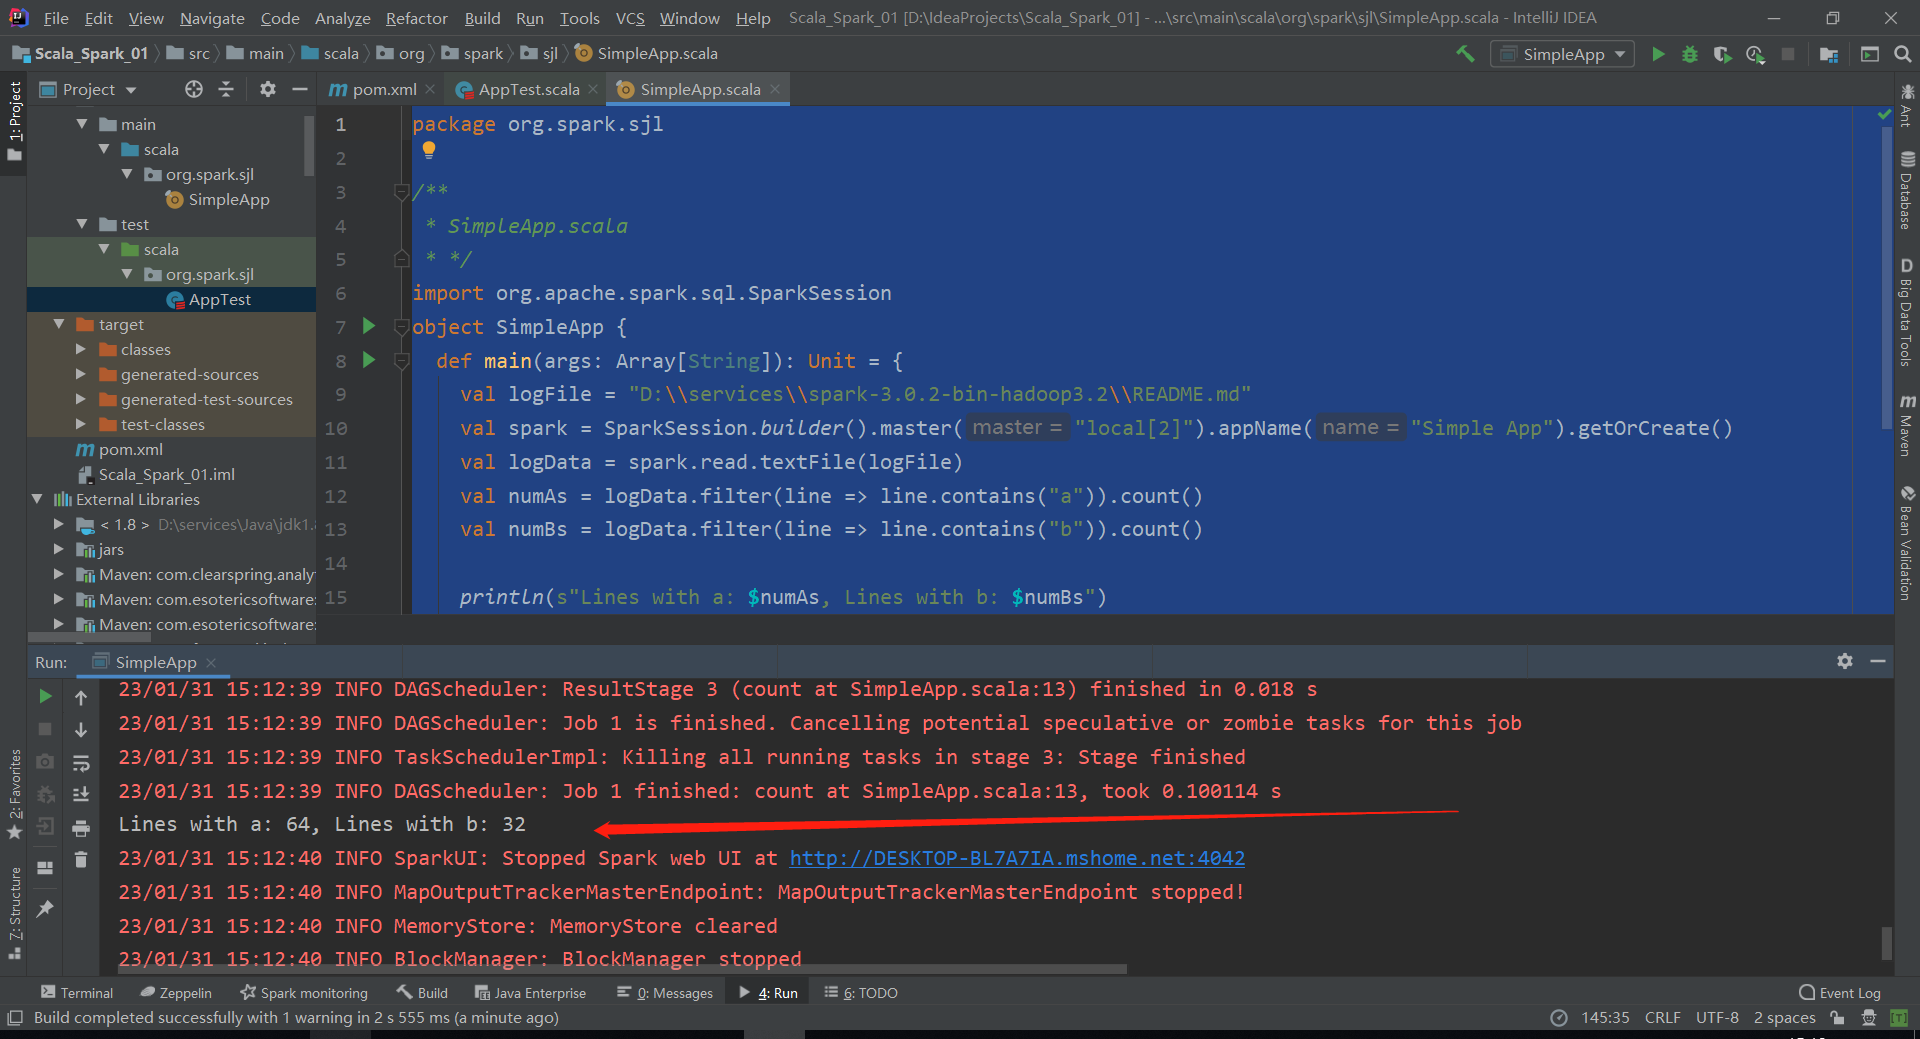 File Edit View Navigate Code Analyze Refactor Build Run Tools VCS Window Help Scala_Spark_01 [D:\IdeaProjects\Scala_Spark_01] - ...\src\main\scala\org\spark\sjl\SimpleApp.scala - IntelliJ IDEA
Scala_Spark_01 src main scala org spark sjl SimpleApp.scala
SimpleApp
1: Project
Project
pom.xml
AppTest.scala
SimpleApp.scala
main
scala
org.spark.sjl
SimpleApp
test
scala
org.spark.sjl
AppTest
target
classes
generated-sources
generated-test-sources
test-classes
pom.xml
Scala_Spark_01.iml
External Libraries
< 1.8 > D:\services\Java\jdk1.8
jars
Maven: com.clearspring.analy
Maven: com.esotericsoftware:
Maven: com.esotericsoftware:
1 package org.spark.sjl
2
3 /**
4 * SimpleApp.scala
5 * */
6 import org.apache.spark.sql.SparkSession
7 object SimpleApp {
8 def main(args: Array[String]): Unit = {
9 val logFile = "D:\\services\\spark-3.0.2-bin-hadoop3.2\\README.md"
10 val spark = SparkSession.builder().master( master = "local[2]").appName( name = "Simple App").getOrCreate()
11 val logData = spark.read.textFile(logFile)
12 val numAs = logData.filter(line => line.contains("a")).count()
13 val numBs = logData.filter(line => line.contains("b")).count()
14
15 println(s"Lines with a: $numAs, Lines with b: $numBs")
Ant
Database
D Big Data Tools
Maven
Bean Validation
Run: SimpleApp
23/01/31 15:12:39 INFO DAGScheduler: ResultStage 3 (count at SimpleApp.scala:13) finished in 0.018 s
23/01/31 15:12:39 INFO DAGScheduler: Job 1 is finished. Cancelling potential speculative or zombie tasks for this job
23/01/31 15:12:39 INFO TaskSchedulerImpl: Killing all running tasks in stage 3: Stage finished
23/01/31 15:12:39 INFO DAGScheduler: Job 1 finished: count at SimpleApp.scala:13, took 0.100114 s
Lines with a: 64, Lines with b: 32
23/01/31 15:12:40 INFO SparkUI: Stopped Spark web UI at http://DESKTOP-BL7A7IA.mshome.net:4042
23/01/31 15:12:40 INFO MapOutputTrackerMasterEndpoint: MapOutputTrackerMasterEndpoint stopped!
23/01/31 15:12:40 INFO MemoryStore: MemoryStore cleared
23/01/31 15:12:40 INFO BlockManager: BlockManager stopped
2: Favorites
Z: Structure
Terminal Zeppelin Spark monitoring Build Java Enterprise 0: Messages 4: Run 6: TODO Event Log
Build completed successfully with 1 warning in 2 s 555 ms (a minute ago) 145:35 CRLF UTF-8 2 spaces [T]